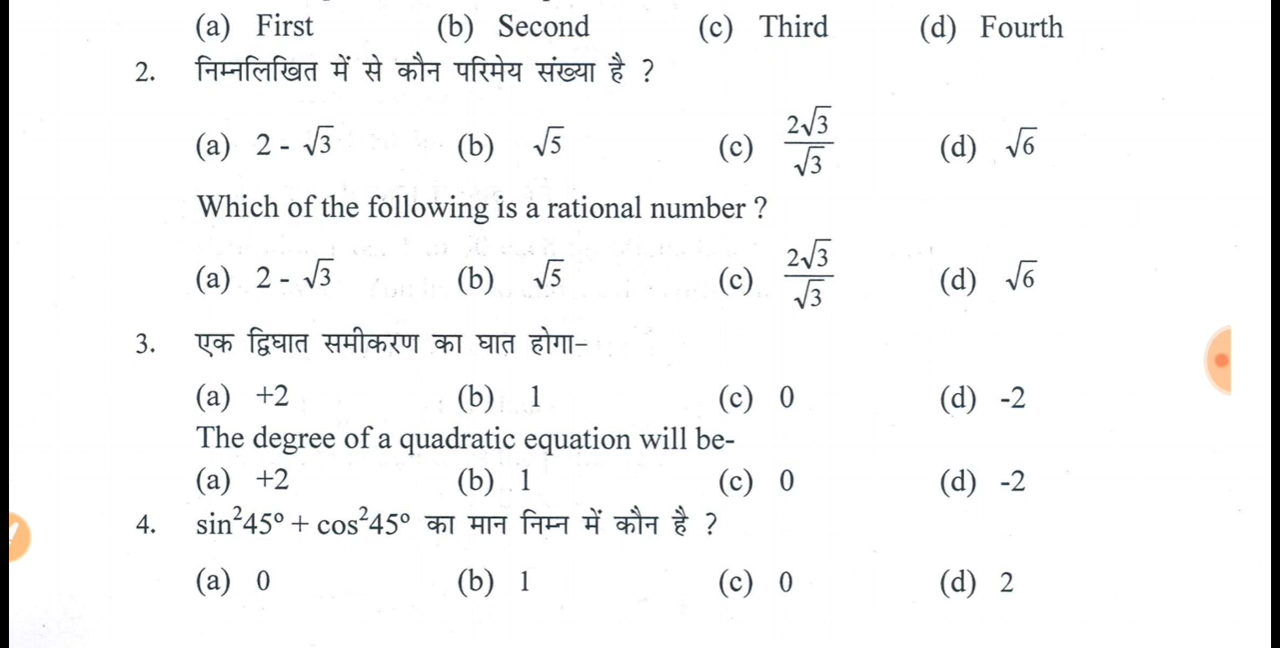 (a) First (b) Second (c) Third (d) Fourth
2. निम्नलिखित में से कौन परिमेय संख्या है ?
(a) 2 - √3 (b) √5 (c) 2√3/√3 (d) √6
Which of the following is a rational number ?
(a) 2 - √3 (b) √5 (c) 2√3/√3 (d) √6
3. एक द्विघात समीकरण का घात होगा-
(a) +2 (b) 1 (c) 0 (d) -2
The degree of a quadratic equation will be-
(a) +2 (b) 1 (c) 0 (d) -2
4. sin²45° + cos²45° का मान निम्न में कौन है ?
(a) 0 (b) 1 (c) 0 (d) 2